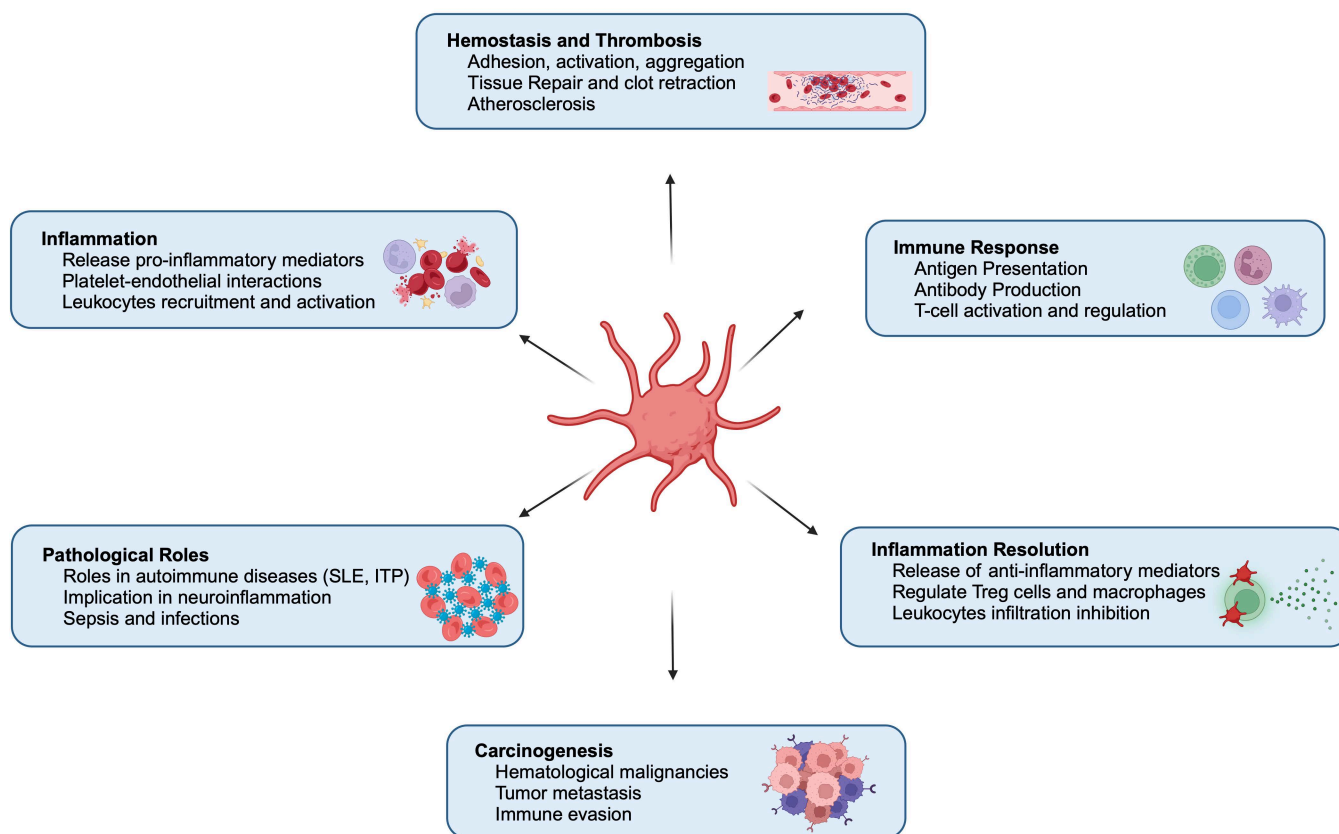 Hemostasis and Thrombosis
Adhesion, activation, aggregation
Tissue Repair and clot retraction
Atherosclerosis
Inflammation
Release pro-inflammatory mediators
Platelet-endothelial interactions
Leukocytes recruitment and activation
Immune Response
Antigen Presentation
Antibody Production
T-cell activation and regulation
Pathological Roles
Roles in autoimmune diseases (SLE, ITP)
Implication in neuroinflammation
Sepsis and infections
Inflammation Resolution
Release of anti-inflammatory mediators
Regulate Treg cells and macrophages
Leukocytes infiltration inhibition
Carcinogenesis
Hematological malignancies
Tumor metastasis
Immune evasion